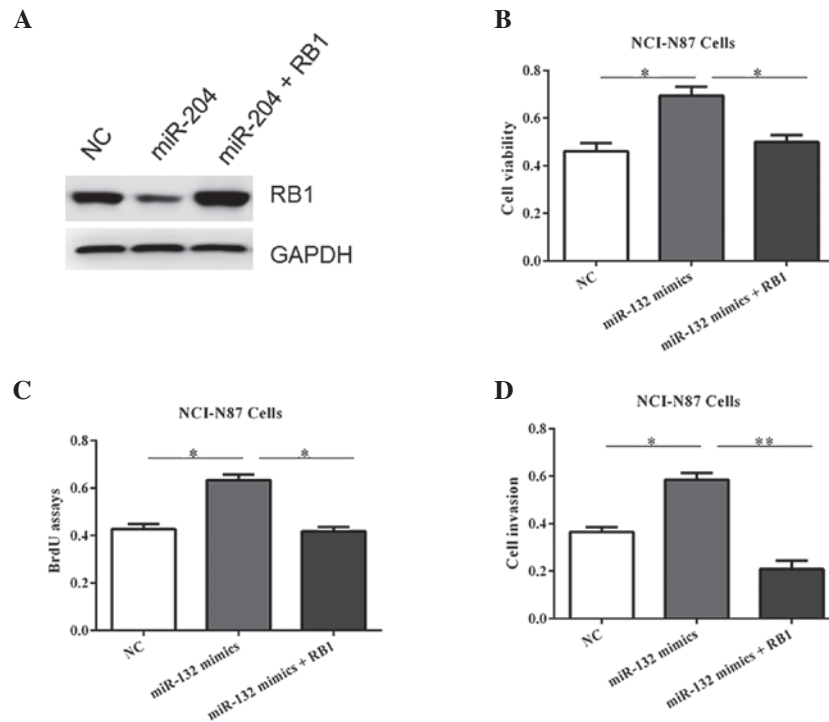 A
NC
miR-204
miR-204 + RB1
RB1
GAPDH
B
NCI-N87 Cells
Cell viability
0.8
0.6
0.4
0.2
0.0
*
*
NC
miR-132 mimics
miR-132 mimics + RB1
C
NCI-N87 Cells
BrdU assays
0.8
0.6
0.4
0.2
0.0
*
*
NC
miR-132 mimics
miR-132 mimics + RB1
D
NCI-N87 Cells
Cell invasion
0.8
0.6
0.4
0.2
0.0
*
**
NC
miR-132 mimics
miR-132 mimics + RB1